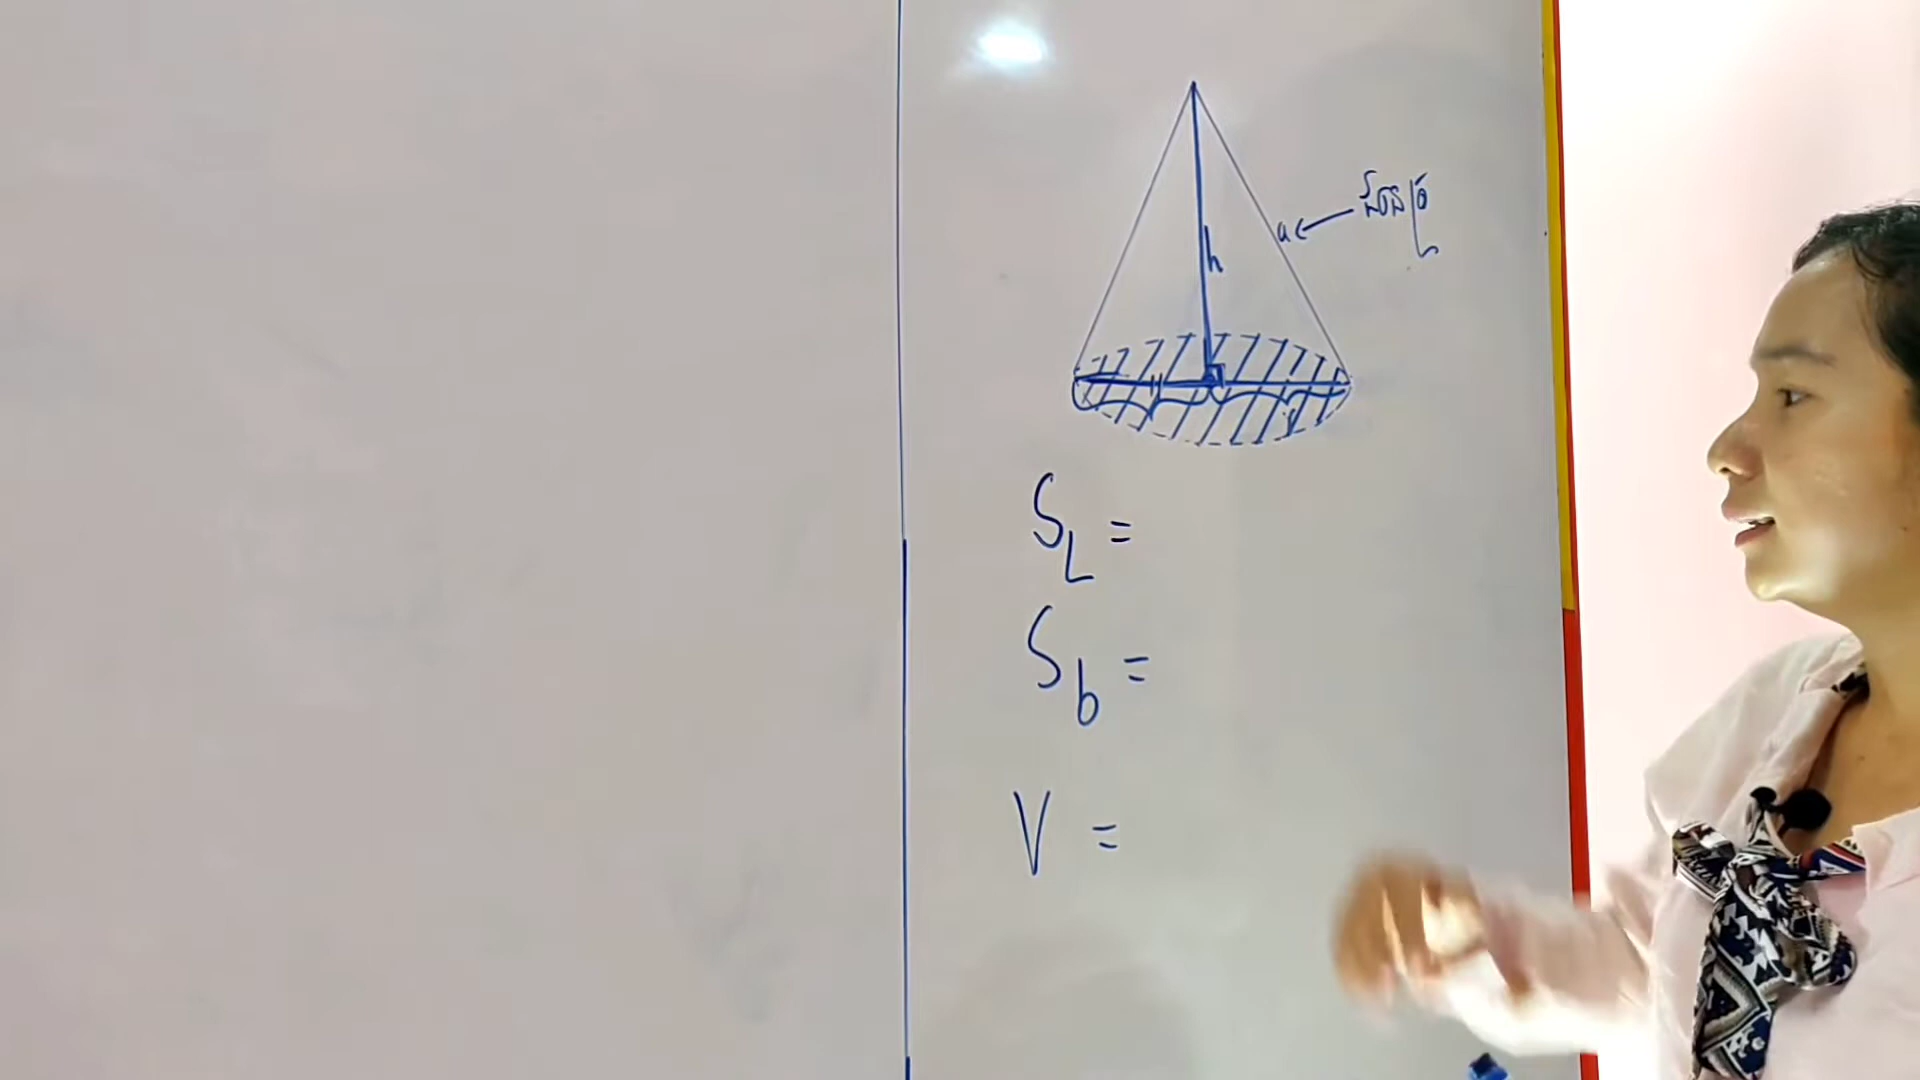 a
h
S_L =
S_b =
V =